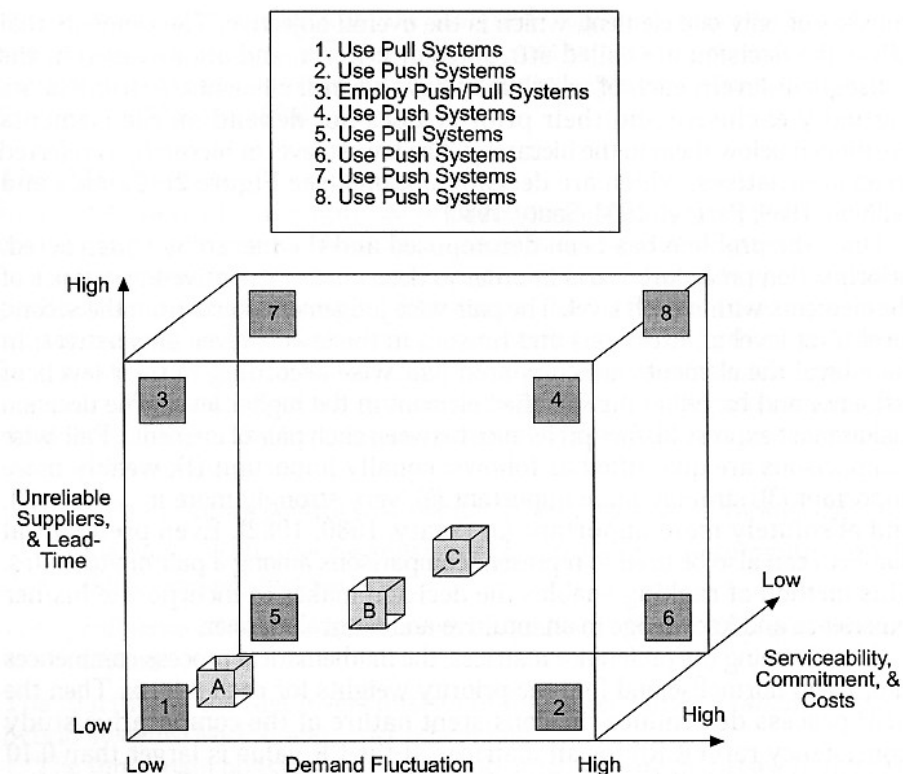 1. Use Pull Systems
2. Use Push Systems
3. Employ Push/Pull Systems
4. Use Push Systems
5. Use Pull Systems
6. Use Push Systems
7. Use Push Systems
8. Use Push Systems
High
7
8
3
4
Unreliable
Suppliers,
& Lead-
Time
C
B
Low
5
6
A
Serviceability,
Commitment, &
Costs
1
2
High
Low
Low
Demand Fluctuation
High